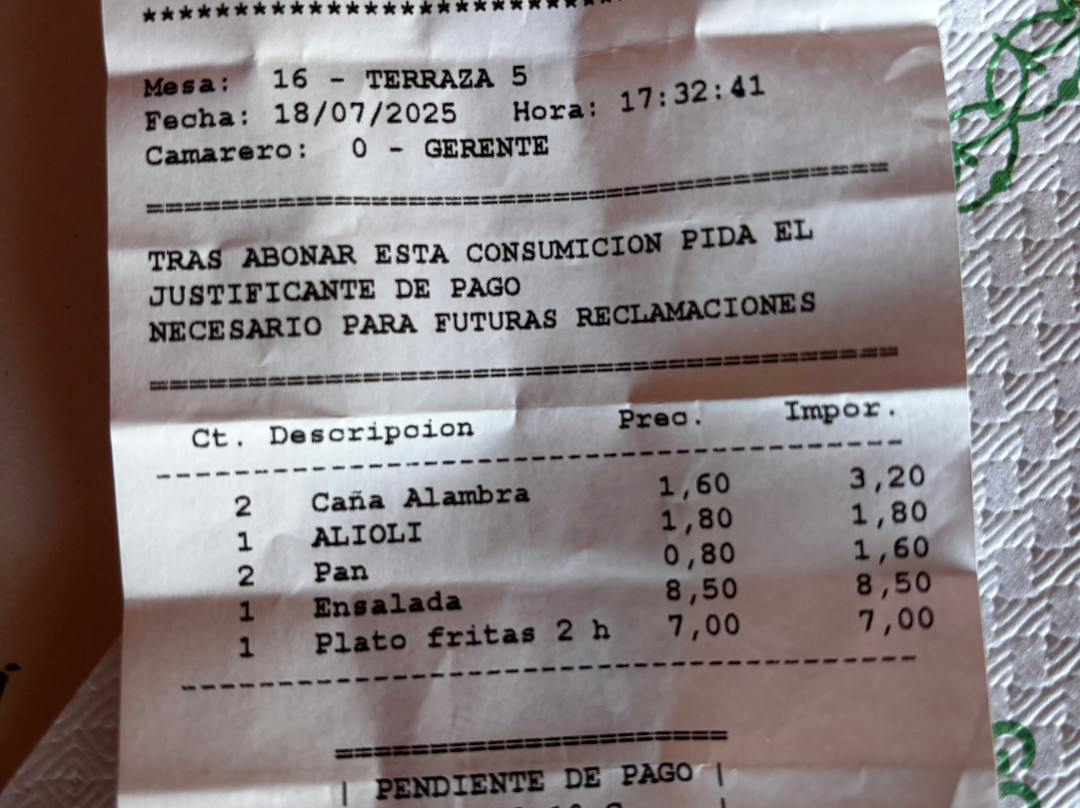 **************************
Mesa: 16 - TERRAZA 5
Fecha: 18/07/2025 Hora: 17:32:41
Camarero: 0 - GERENTE
========================================
TRAS ABONAR ESTA CONSUMICION PIDA EL
JUSTIFICANTE DE PAGO
NECESARIO PARA FUTURAS RECLAMACIONES
========================================
Ct. Descripcion Prec. Impor.
----------------------------------------
2 Caña Alambra 1,60 3,20
1 ALIOLI 1,80 1,80
2 Pan 0,80 1,60
1 Ensalada 8,50 8,50
1 Plato fritas 2 h 7,00 7,00
----------------------------------------
=====================
| PENDIENTE DE PAGO |